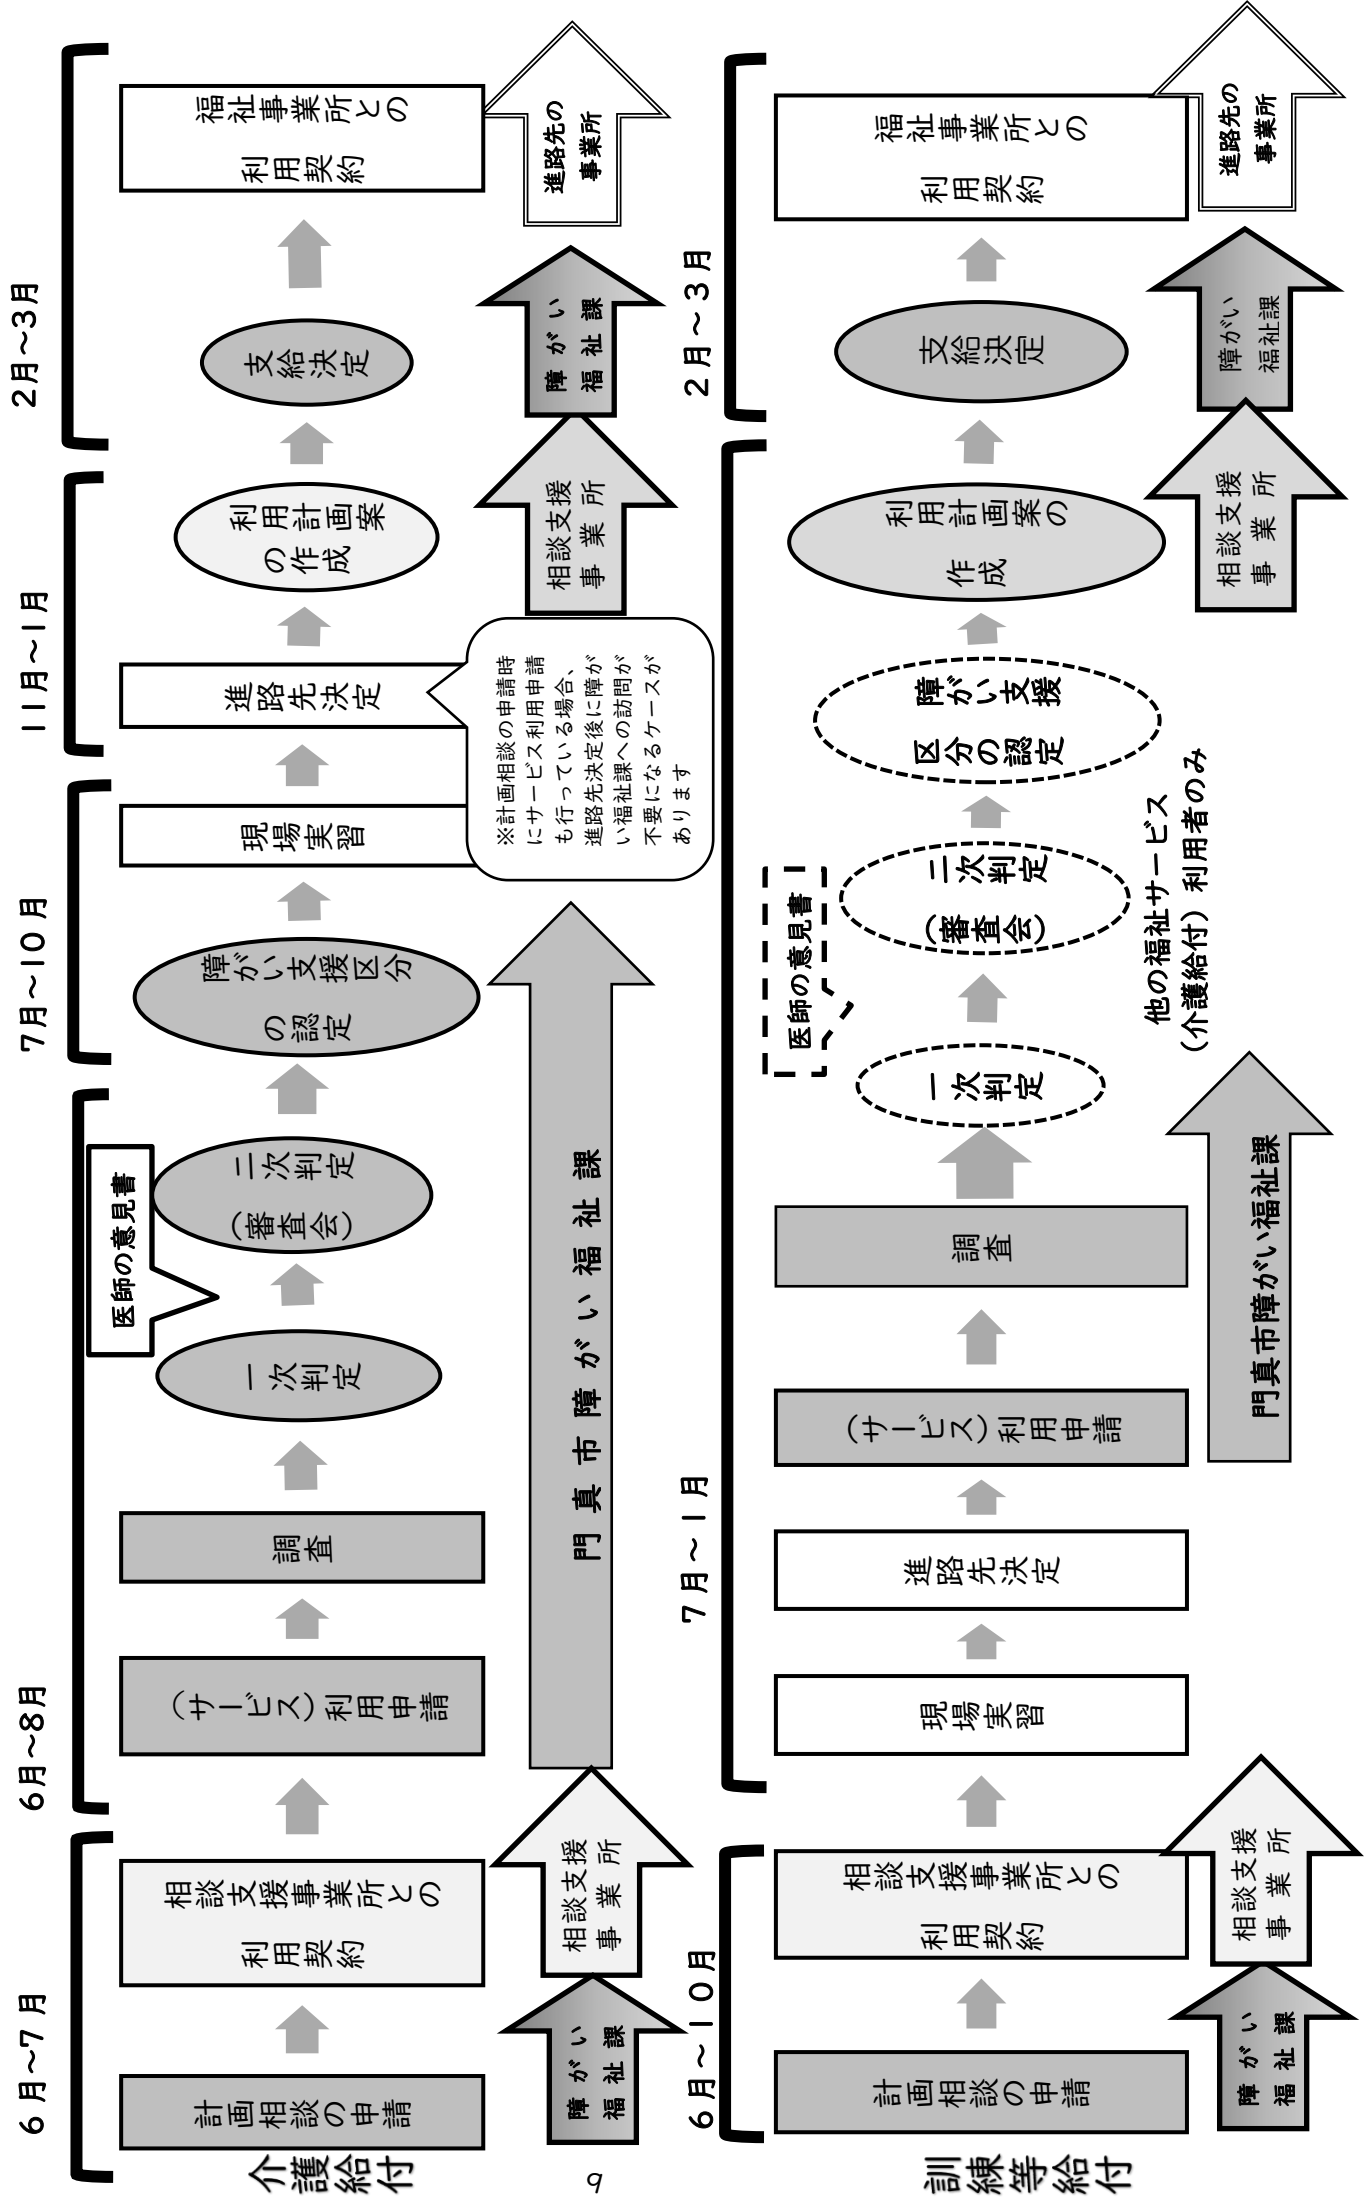 介護給付
6月～7月
計画相談の申請
相談支援事業所との
利用契約
6月～8月
（サービス）利用申請
調査
一次判定
医師の意見書
二次判定
（審査会）
7月～10月
障がい支援区分
の認定
現場実習
11月～1月
進路先決定
利用計画案
の作成
2月～3月
支給決定
福祉事業所との
利用契約
障がい
福祉課
相談支援
事業所
門真市障がい福祉課
※計画相談の申請時
にサービス利用申請
も行っている場合、
進路先決定後に障が
い福祉課への訪問が
不要になるケースが
あります
相談支援
事業所
障がい
福祉課
進路先の
事業所
9
訓練等給付
6月～10月
計画相談の申請
相談支援事業所との
利用契約
7月～1月
現場実習
進路先決定
（サービス）利用申請
調査
一次判定
医師の意見書
二次判定
（審査会）
障がい支援
区分の認定
利用計画案の
作成
2月～3月
支給決定
福祉事業所との
利用契約
障がい
福祉課
相談支援
事業所
門真市障がい福祉課
他の福祉サービス
（介護給付）利用者のみ
相談支援
事業所
障がい
福祉課
進路先の
事業所